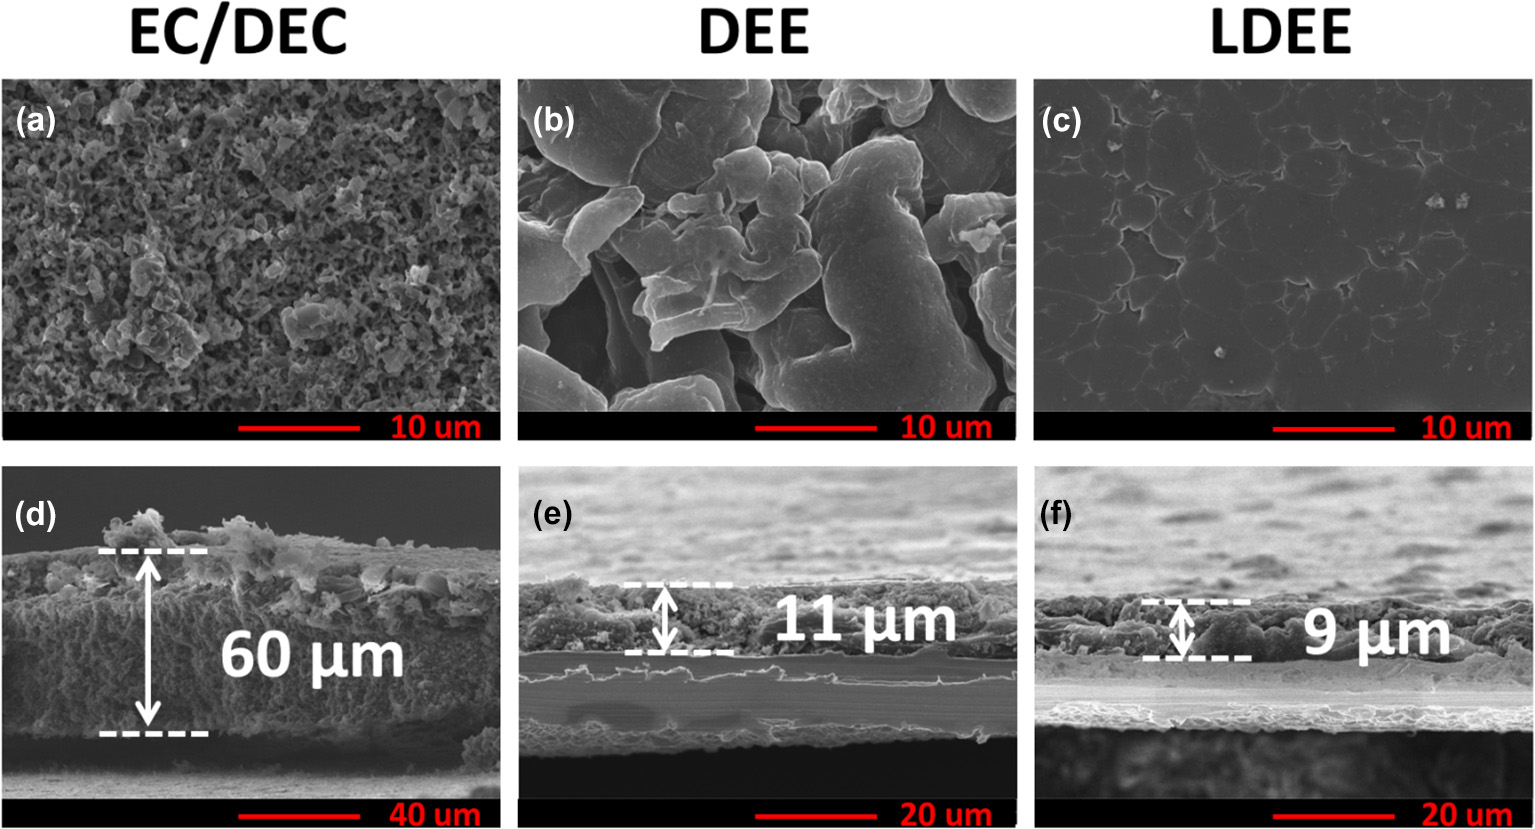 EC/DEC
DEE
LDEE
(a)
(b)
(c)
10 um
10 um
10 um
(d)
(e)
(f)
60 μm
11 μm
9 μm
40 um
20 um
20 um